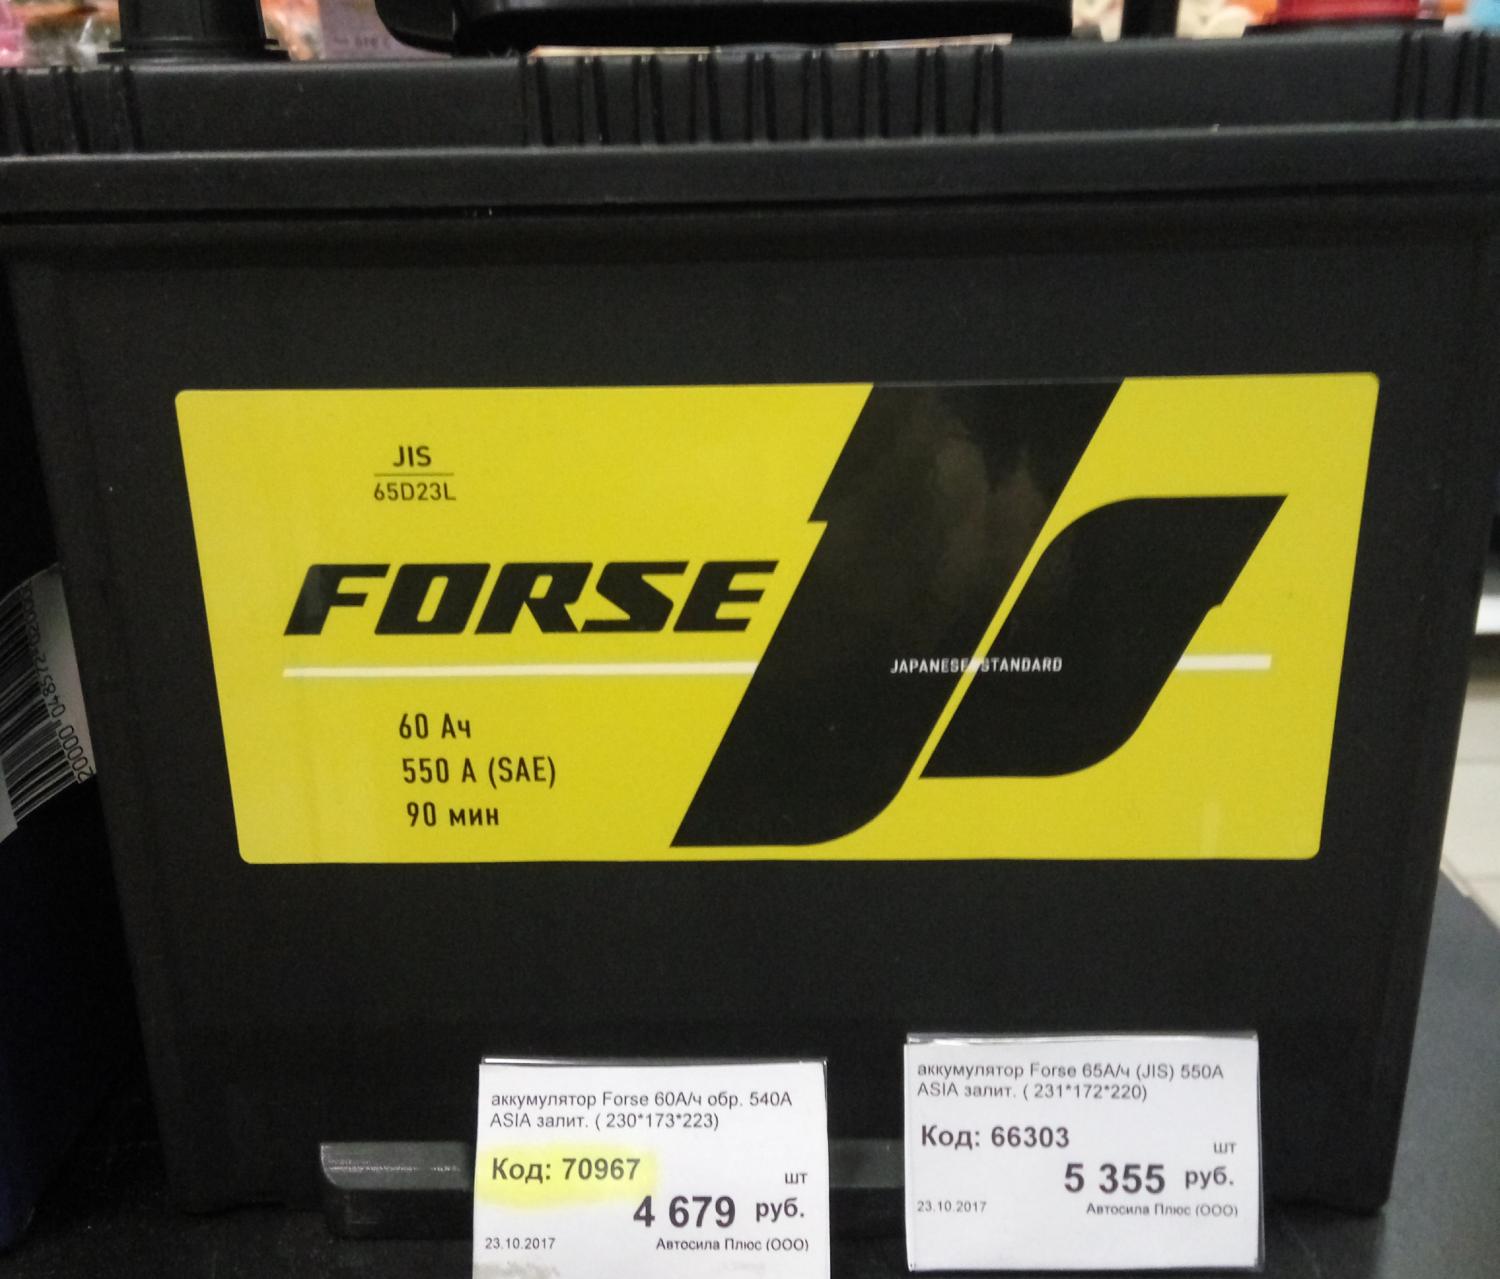 JIS
65D23L
FORSE
JAPANESE STANDARD
60 Ач
550 А (SAE)
90 мин
аккумулятор Forse 60А/ч обр. 540А
ASIA залит. ( 230*173*223)
Код: 70967
шт
4 679 руб.
23.10.2017 Автосила Плюс (ООО)
аккумулятор Forse 65А/ч (JIS) 550А
ASIA залит. ( 231*172*220)
Код: 66303
шт
5 355 руб.
23.10.2017 Автосила Плюс (ООО)